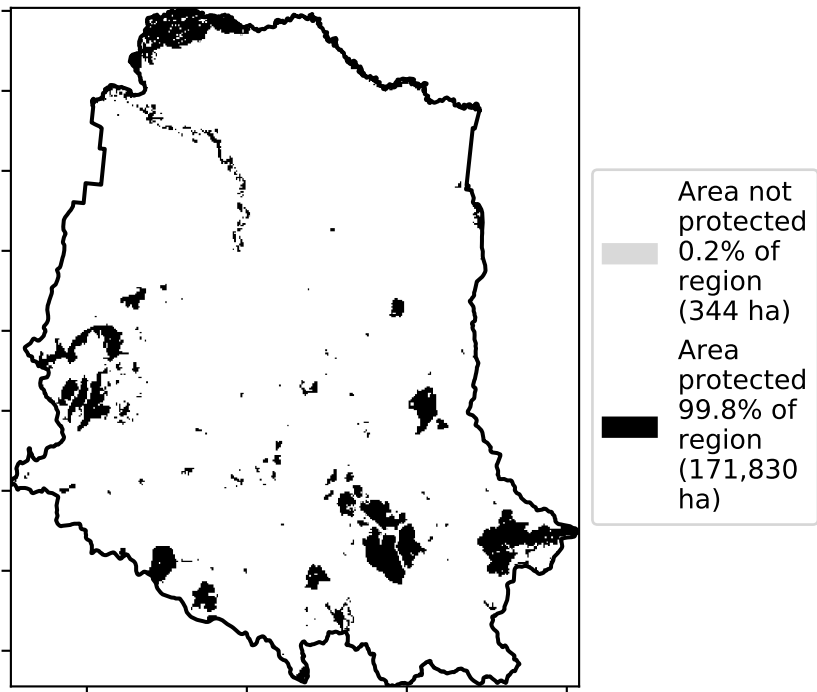 Area not
protected
0.2% of
region
(344 ha)
Area
protected
99.8% of
region
(171,830
ha)